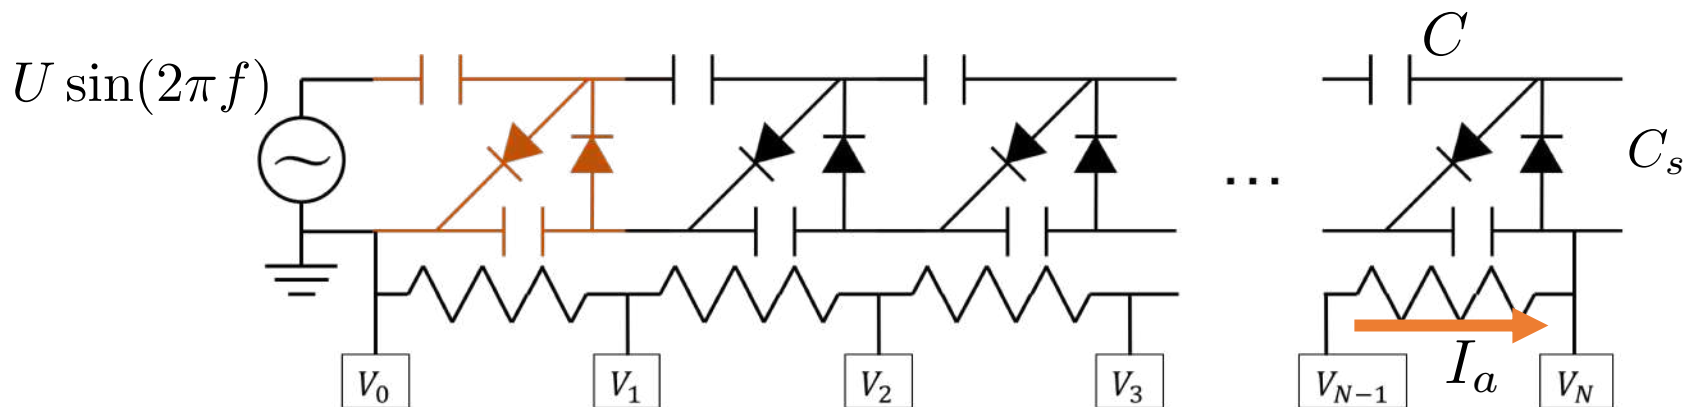 C
U sin(2πf)
C_s
...
I_a
V_0
V_1
V_2
V_3
V_{N−1}
V_N